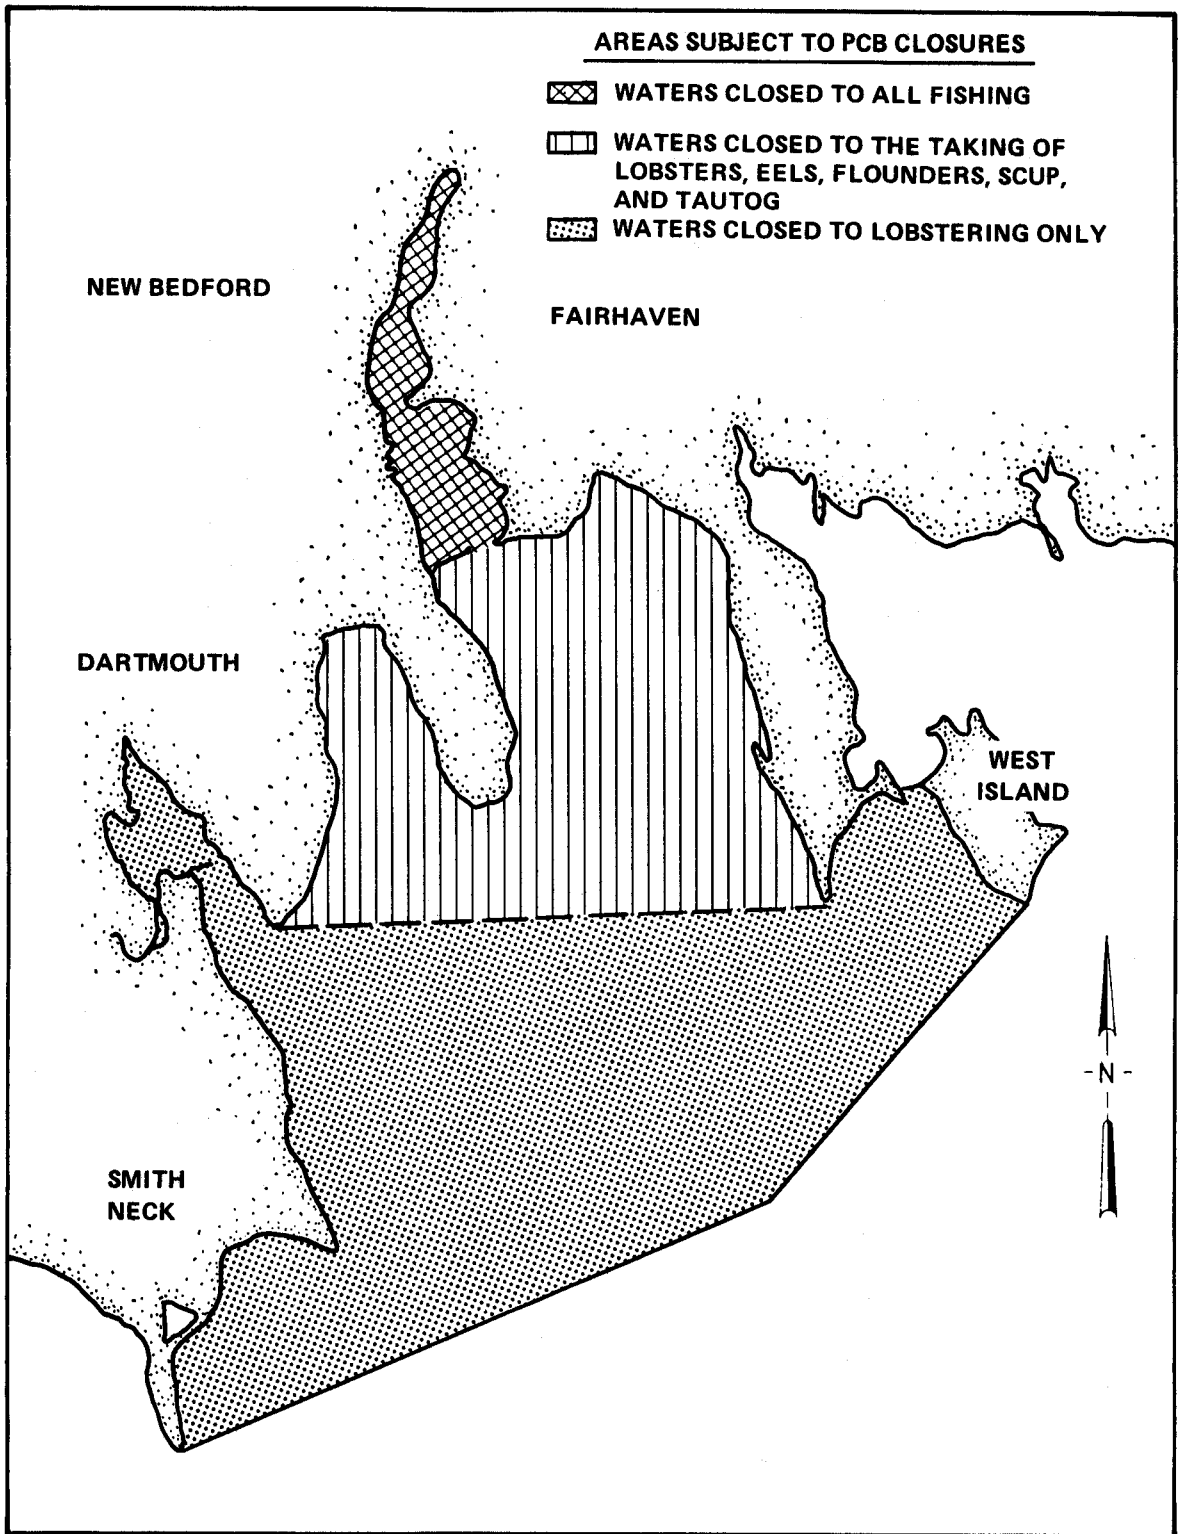 AREAS SUBJECT TO PCB CLOSURES
WATERS CLOSED TO ALL FISHING
WATERS CLOSED TO THE TAKING OF
LOBSTERS, EELS, FLOUNDERS, SCUP,
AND TAUTOG
WATERS CLOSED TO LOBSTERING ONLY
NEW BEDFORD
FAIRHAVEN
DARTMOUTH
WEST
ISLAND
-N-
SMITH
NECK